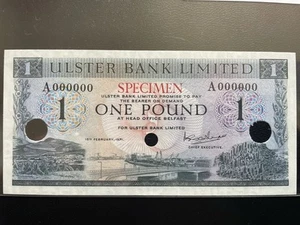 1
ULSTER BANK LIMITED
1
A 000000
SPECIMEN
A 000000
ULSTER BANK LIMITED PROMISE TO PAY
THE BEARER ON DEMAND
1
ONE POUND
1
AT HEAD OFFICE BELFAST
FOR ULSTER BANK LIMITED
CHIEF EXECUTIVE.